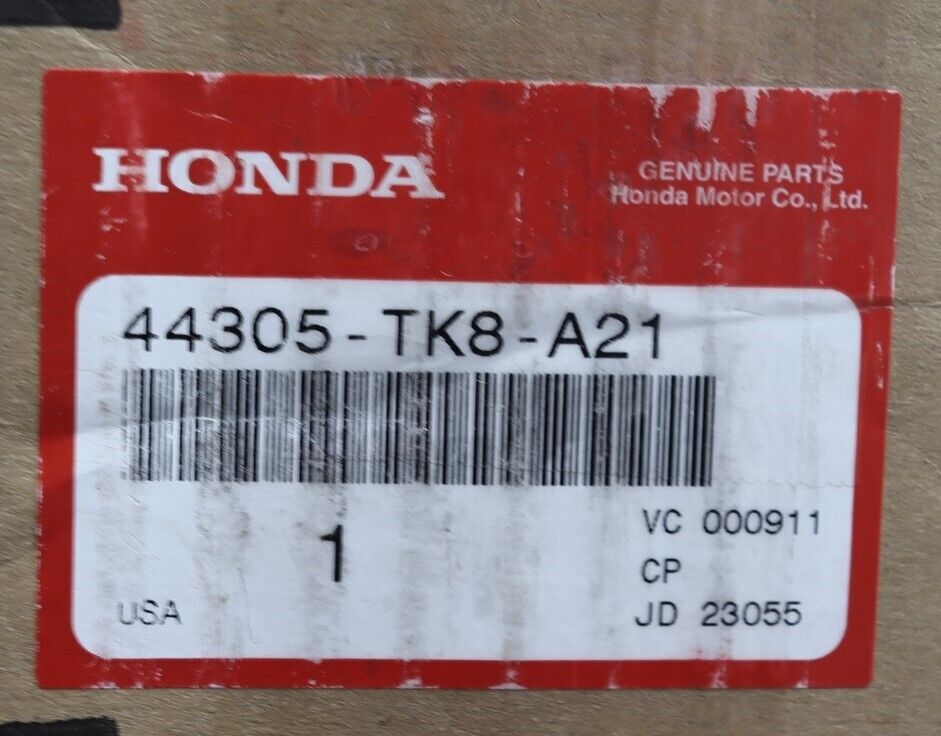 HONDA
GENUINE PARTS
Honda Motor Co., Ltd.
44305-TK8-A21
1
VC 000911
CP
USA
JD 23055